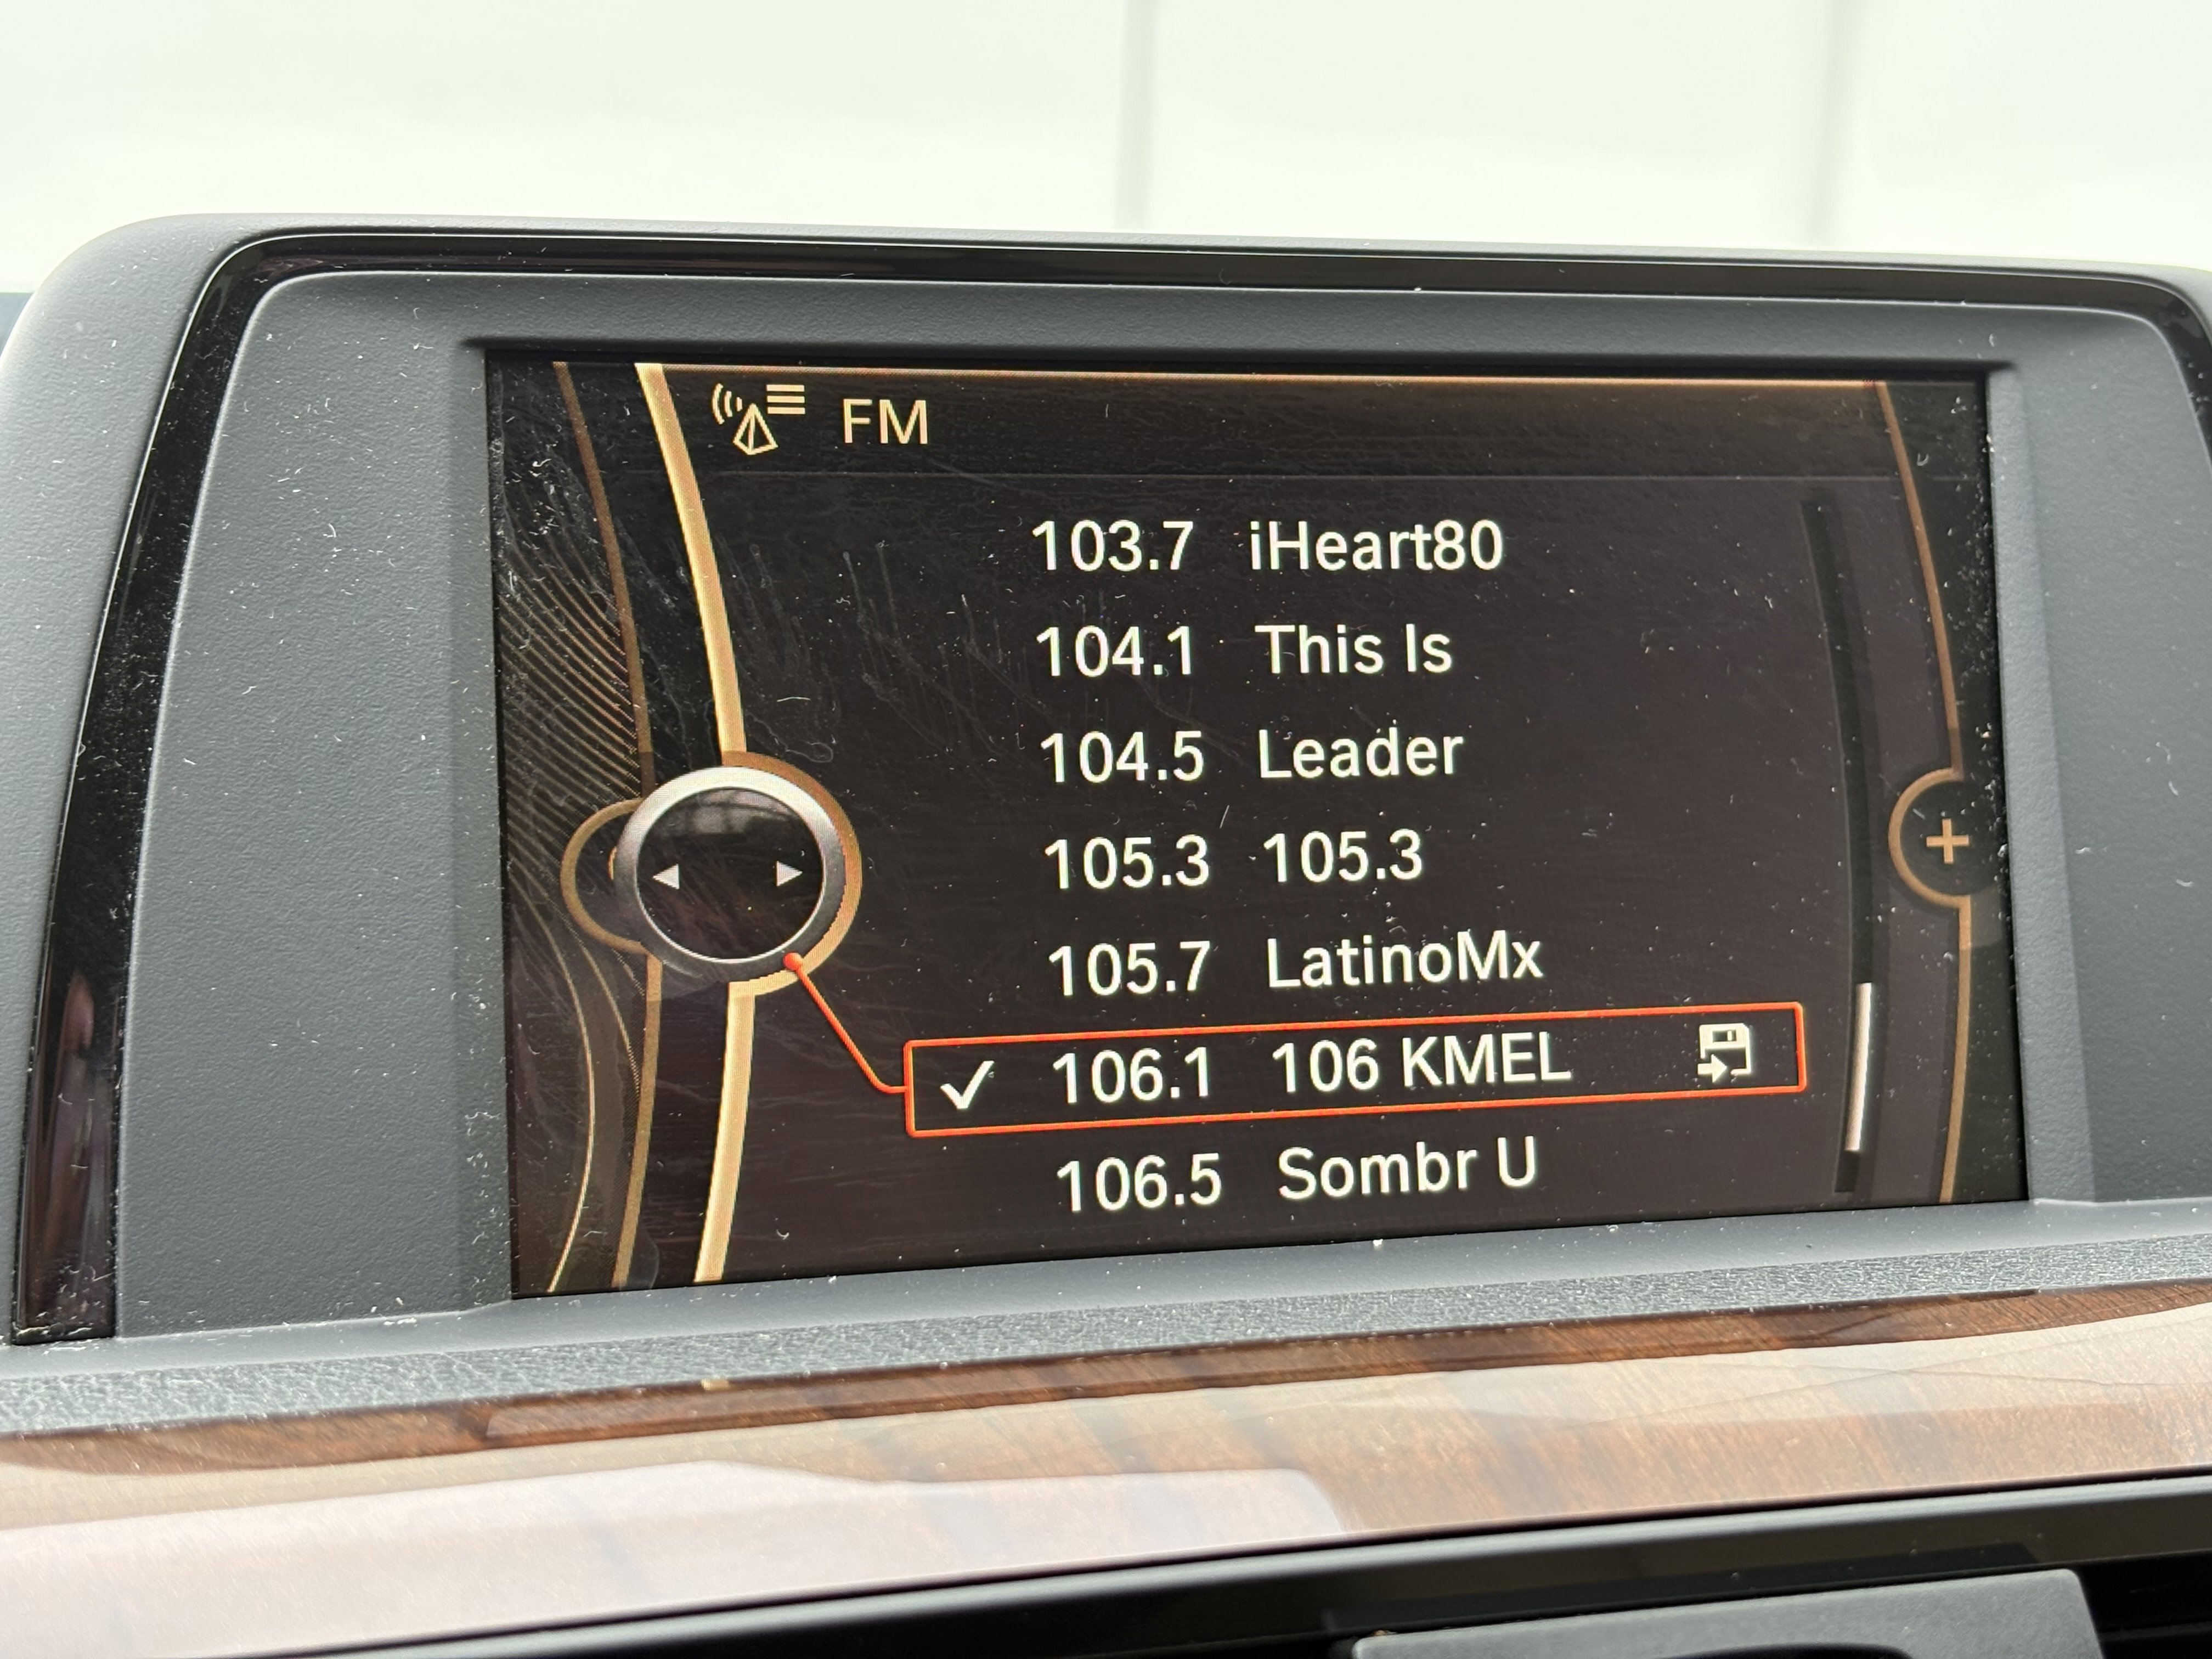 FM
103.7 iHeart80
104.1 This Is
104.5 Leader
105.3 105.3
105.7 LatinoMx
106.1 106 KMEL
106.5 Sombr U